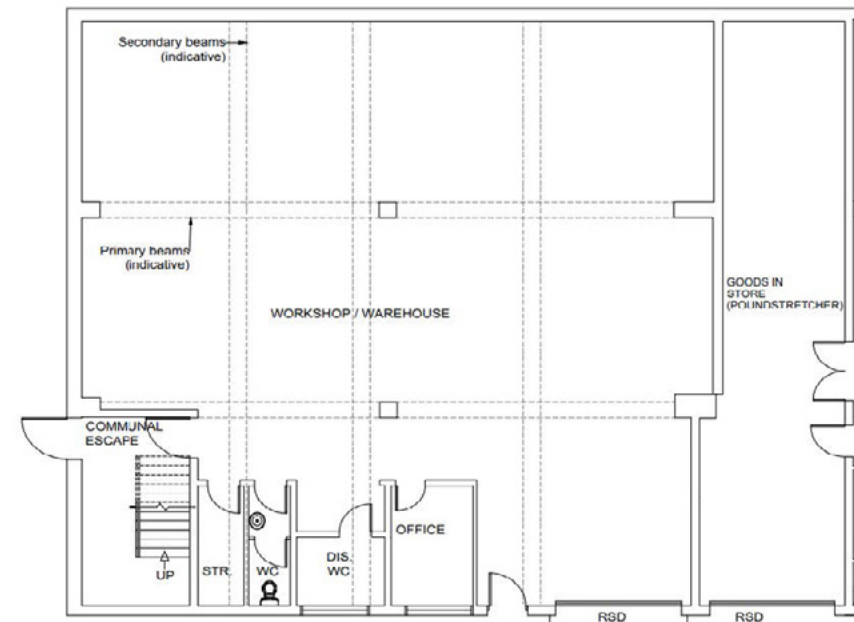 Secondary beams
(indicative)
Primary beams
(indicative)
GOODS IN
STORE
(POUNDSTRETCHER)
WORKSHOP / WAREHOUSE
COMMUNAL
ESCAPE
OFFICE
UP
STR.
WC
DIS.
WC
RSD
RSD